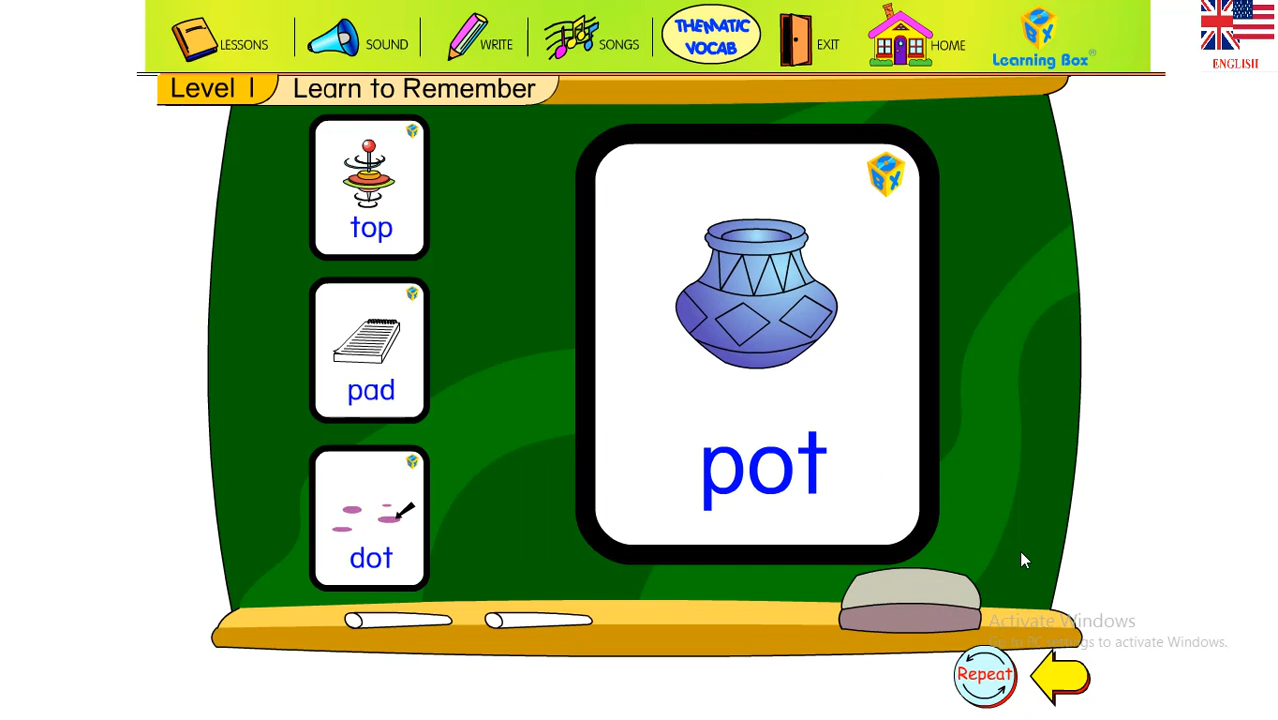 LESSONS
SOUND
WRITE
SONGS
THEMATIC
VOCAB
EXIT
HOME
Learning Box®
ENGLISH
Level 1
Learn to Remember
top
pad
dot
BX
pot
Activate Windows
Go to PC settings to activate Windows.
Repeat